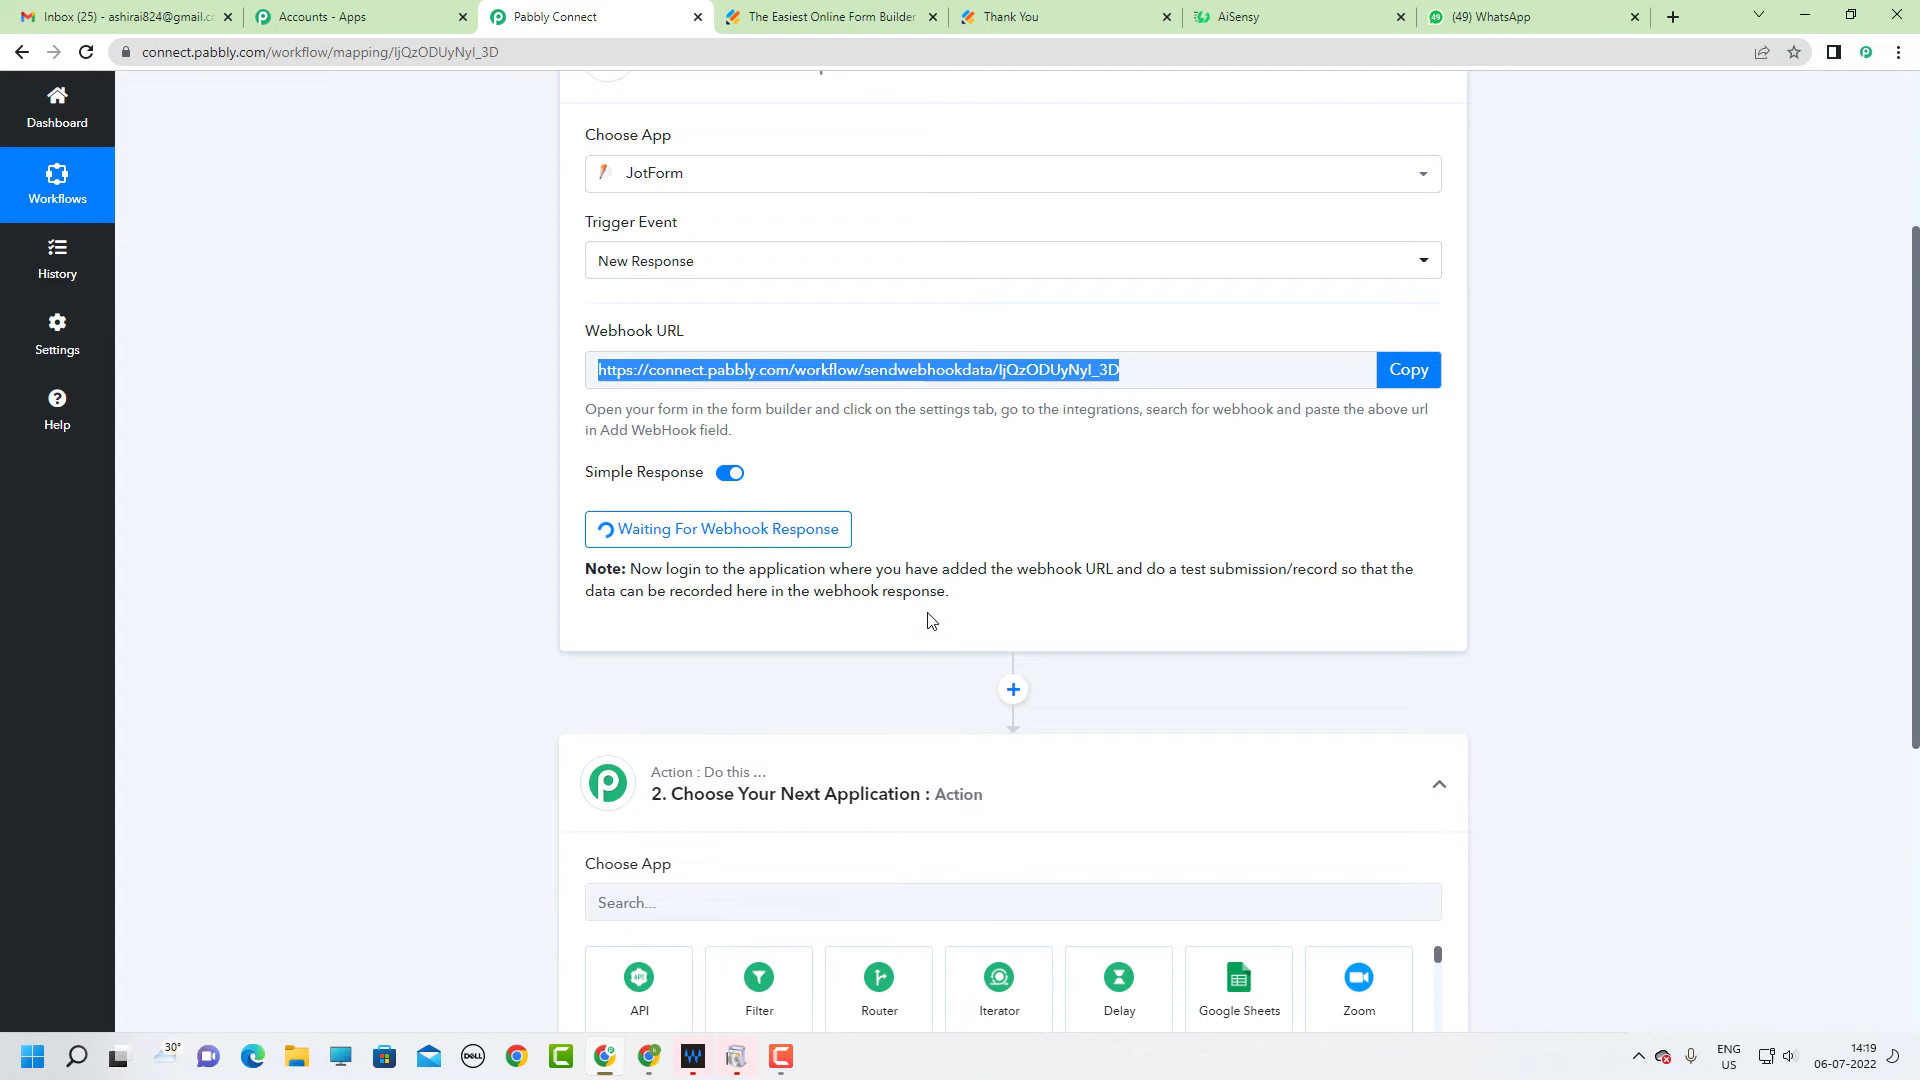 Inbox (25) - ashirai824@gmail.c
Accounts - Apps
Pabbly Connect
The Easiest Online Form Builder
Thank You
AiSensy
49
(49) WhatsApp
connect.pabbly.com/workflow/mapping/IjQzODUyNyI_3D
Dashboard
Workflows
History
Settings
Help
Choose App
JotForm
Trigger Event
New Response
Webhook URL
https://connect.pabbly.com/workflow/sendwebhookdata/IjQzODUyNyI_3D
Copy
Open your form in the form builder and click on the settings tab, go to the integrations, search for webhook and paste the above url
in Add WebHook field.
Simple Response
Waiting For Webhook Response
Note: Now login to the application where you have added the webhook URL and do a test submission/record so that the
data can be recorded here in the webhook response.
Action : Do this ...
2. Choose Your Next Application : Action
Choose App
Search...
API
API
Filter
Router
Iterator
Delay
Google Sheets
Zoom
30°
DELL
ENG
US
14:19
06-07-2022